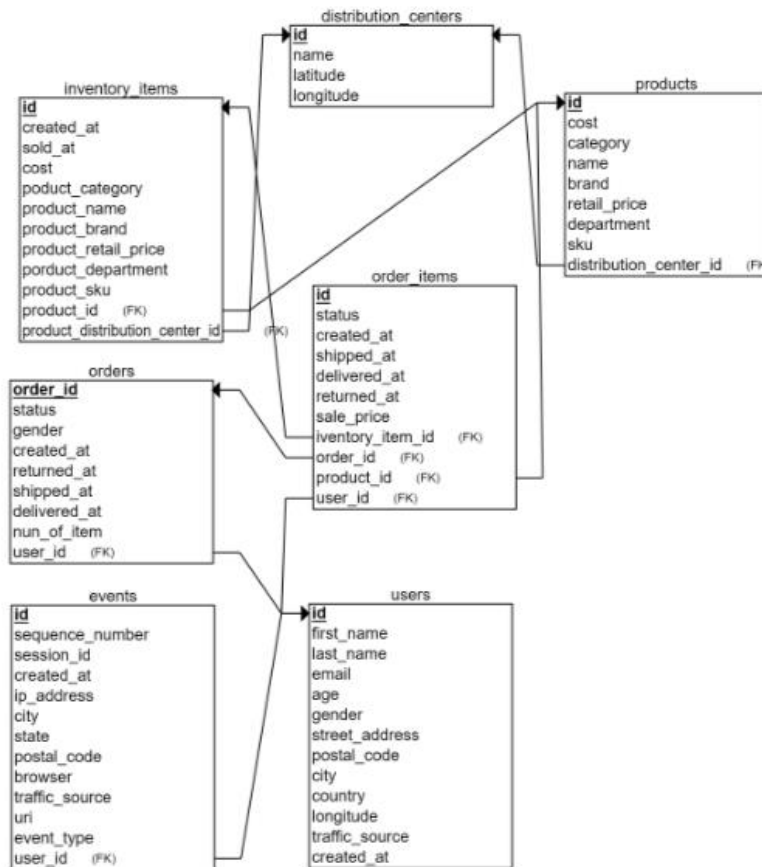 distribution_centers
id
name
latitude
longitude
inventory_items
id
created_at
sold_at
cost
poduct_category
product_name
product_brand
product_retail_price
porduct_department
product_sku
product_id (FK)
product_distribution_center_id (FK)
products
id
cost
category
name
brand
retail_price
department
sku
distribution_center_id (FK
order_items
id
status
created_at
shipped_at
delivered_at
returned_at
sale_price
iventory_item_id (FK)
order_id (FK)
product_id (FK)
user_id (FK)
orders
order_id
status
gender
created_at
returned_at
shipped_at
delivered_at
nun_of_item
user_id (FK)
events
id
sequence_number
session_id
created_at
ip_address
city
state
postal_code
browser
traffic_source
uri
event_type
user_id (FK)
users
id
first_name
last_name
email
age
gender
street_address
postal_code
city
country
longitude
traffic_source
created_at